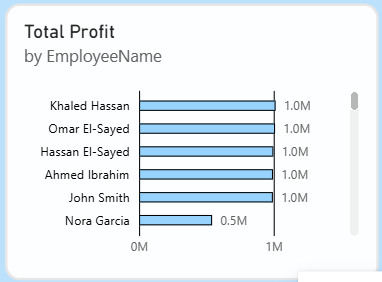 Total Profit
by EmployeeName
Khaled Hassan 1.0M
Omar El-Sayed 1.0M
Hassan El-Sayed 1.0M
Ahmed Ibrahim 1.0M
John Smith 1.0M
Nora Garcia 0.5M
0M 1M